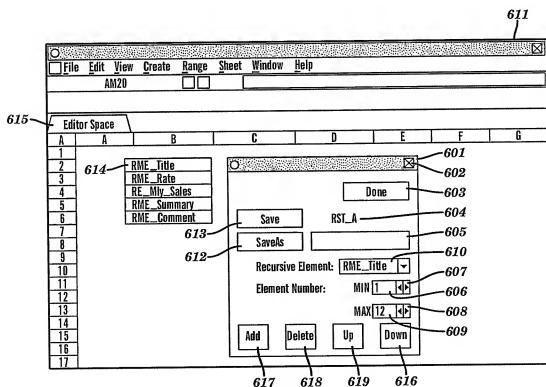 611
File Edit View Create Range Sheet Window Help
AM20
615
Editor Space
A A B C D E F G
1
2 614 RME_Title
3 RME_Rate
4 RE_Mly_Sales
5 RME_Summary
6 RME_Comment
7
8
9
10
11
12
13
14
15
16
17
601
602
Done 603
613 Save RST_A 604
612 SaveAs 605
610
Recursive Element: RME_Title
607
Element Number: MIN 1
606
MAX 12 608
609
Add Delete Up Down
617 618 619 616